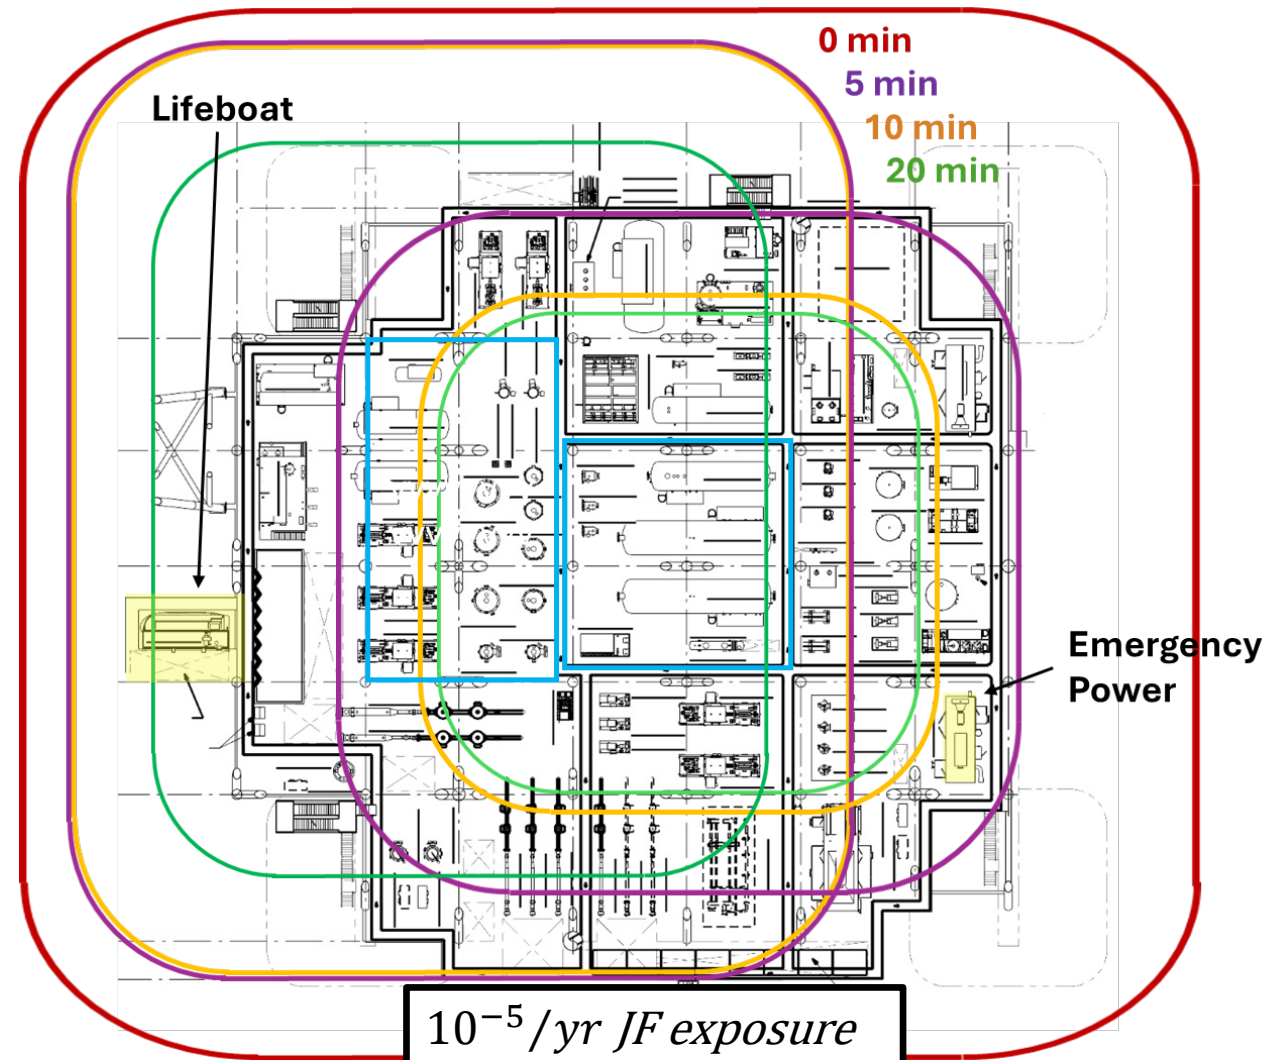 0 min
5 min
Lifeboat
10 min
20 min
Emergency
Power
10⁻⁵/yr JF exposure